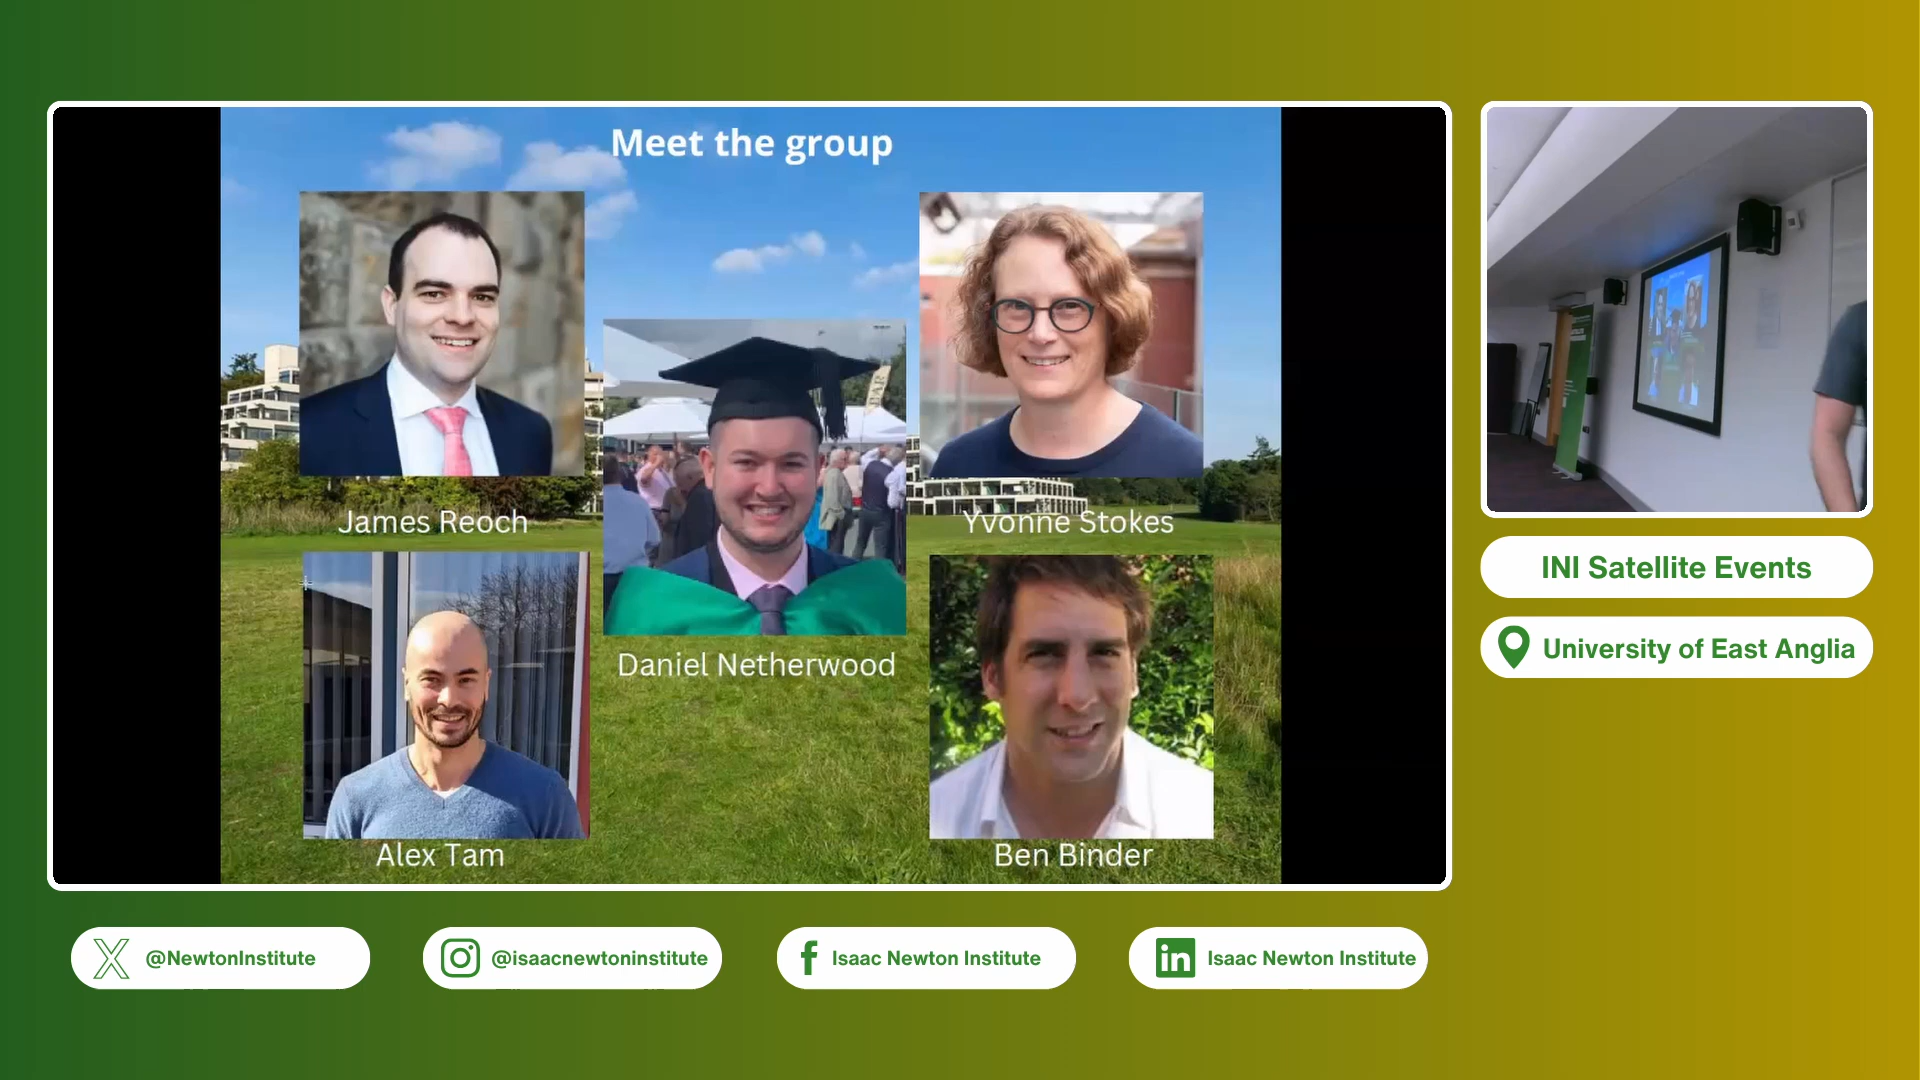 Meet the group
James Reoch
Yvonne Stokes
Daniel Netherwood
Alex Tam
Ben Binder
INI Satellite Events
University of East Anglia
@NewtonInstitute
@isaacnewtoninstitute
Isaac Newton Institute
Isaac Newton Institute